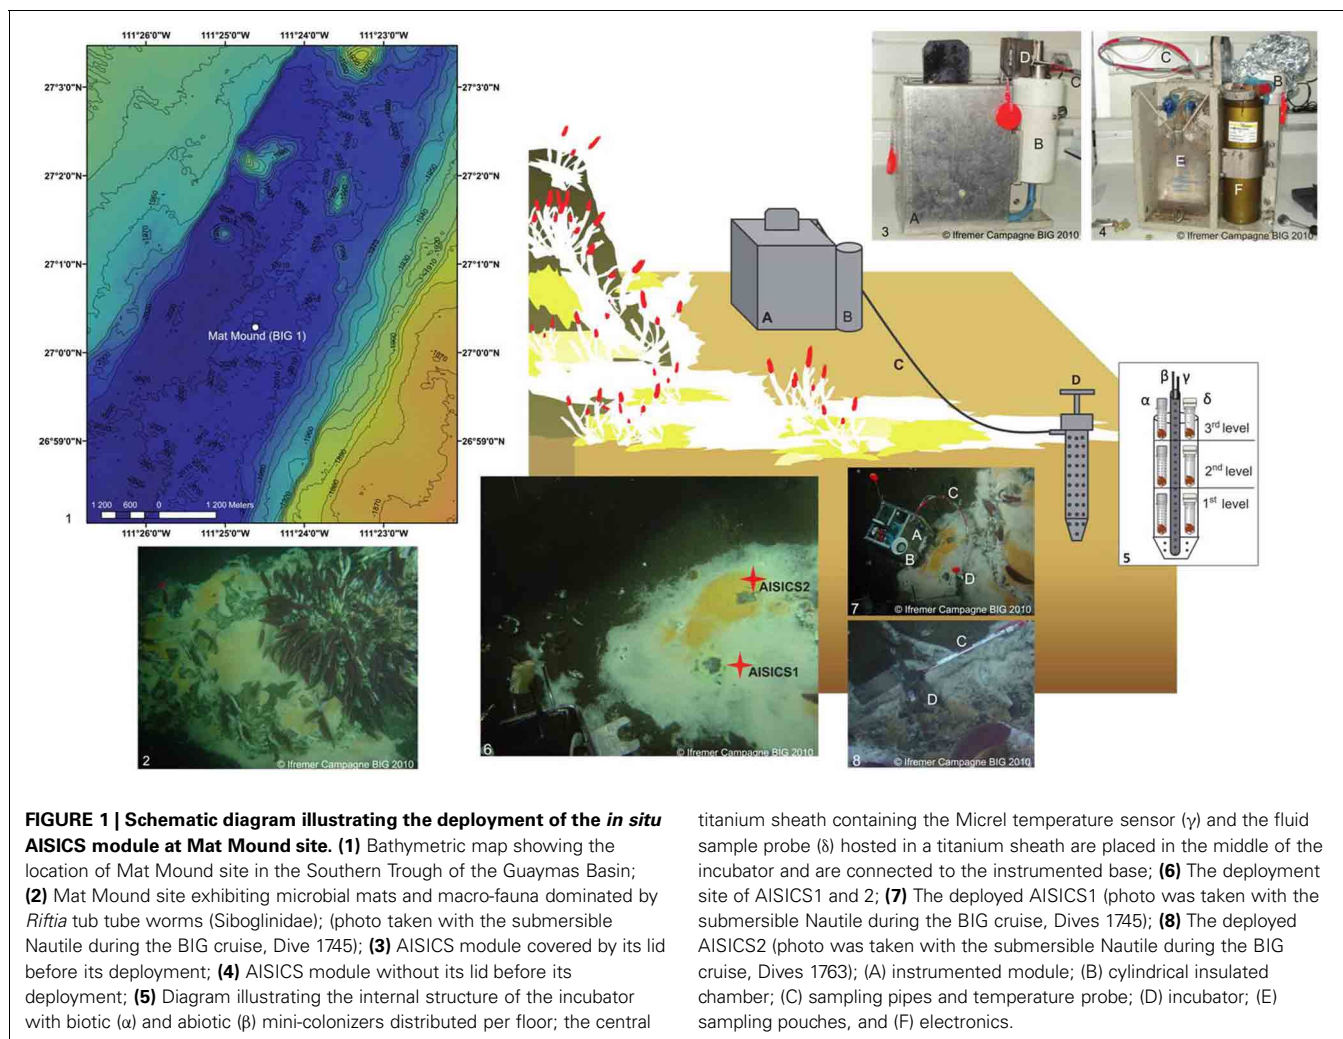 111°26'0"W 111°25'0"W 111°24'0"W 111°23'0"W
27°3'0"N 27°3'0"N
27°2'0"N 27°2'0"N
27°1'0"N 27°1'0"N
Mat Mound (BIG 1)
27°0'0"N 27°0'0"N
26°59'0"N 26°59'0"N
1 200 600 0 1 200 Meters
1
111°26'0"W 111°25'0"W 111°24'0"W 111°23'0"W
D
C
B
A
3
© Ifremer Campagne BIG 2010
C
B
E
F
4
© Ifremer Campagne BIG 2010
A
B
C
D
β γ
α δ
3rd level
2nd level
1st level
5
2
© Ifremer Campagne BIG 2010
AISICS2
AISICS1
6
© Ifremer Campagne BIG 2010
C
A
B
D
7
© Ifremer Campagne BIG 2010
C
D
8
© Ifremer Campagne BIG 2010
FIGURE 1 | Schematic diagram illustrating the deployment of the in situ
AISICS module at Mat Mound site. (1) Bathymetric map showing the
location of Mat Mound site in the Southern Trough of the Guaymas Basin;
(2) Mat Mound site exhibiting microbial mats and macro-fauna dominated by
Riftia tub tube worms (Siboglinidae); (photo taken with the submersible
Nautile during the BIG cruise, Dive 1745); (3) AISICS module covered by its lid
before its deployment; (4) AISICS module without its lid before its
deployment; (5) Diagram illustrating the internal structure of the incubator
with biotic (α) and abiotic (β) mini-colonizers distributed per floor; the central
titanium sheath containing the Micrel temperature sensor (γ) and the fluid
sample probe (δ) hosted in a titanium sheath are placed in the middle of the
incubator and are connected to the instrumented base; (6) The deployment
site of AISICS1 and 2; (7) The deployed AISICS1 (photo was taken with the
submersible Nautile during the BIG cruise, Dives 1745); (8) The deployed
AISICS2 (photo was taken with the submersible Nautile during the BIG
cruise, Dives 1763); (A) instrumented module; (B) cylindrical insulated
chamber; (C) sampling pipes and temperature probe; (D) incubator; (E)
sampling pouches, and (F) electronics.